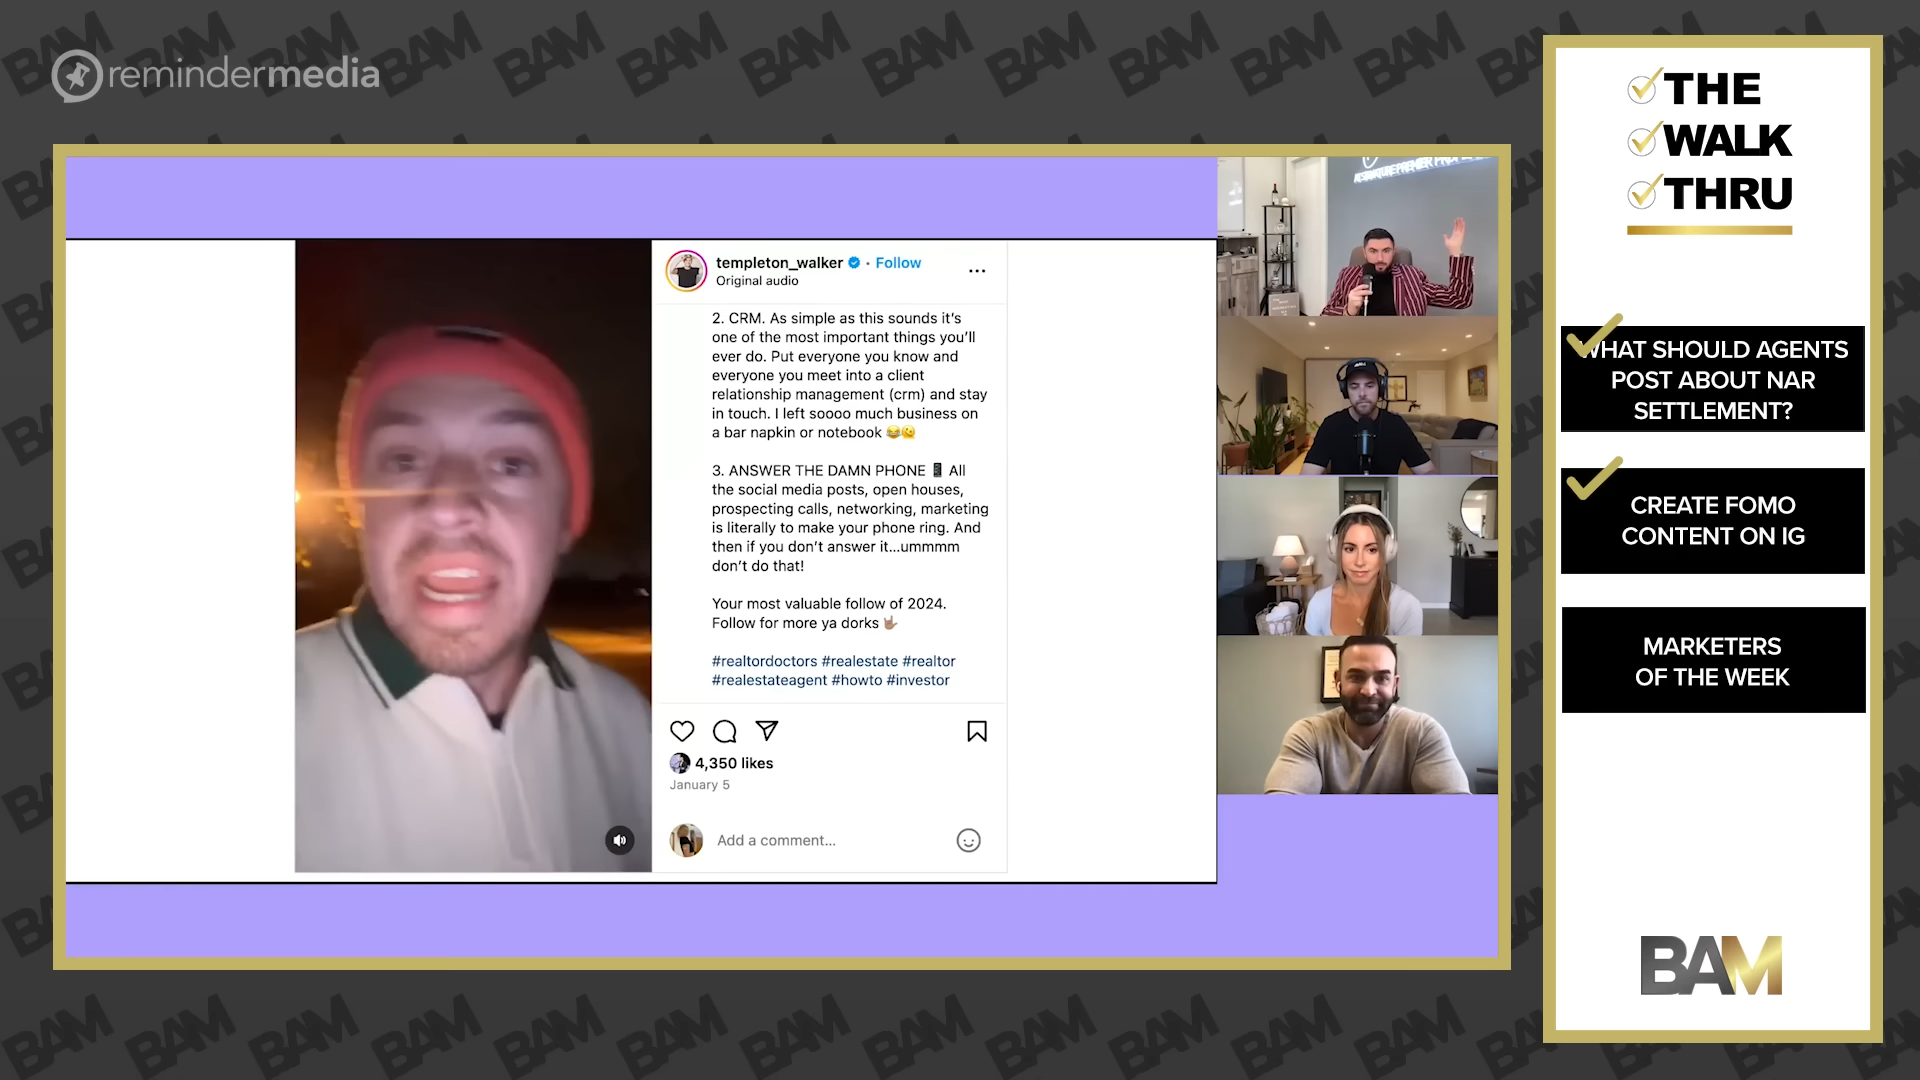 remindermedia
templeton_walker • Follow
Original audio
2. CRM. As simple as this sounds it's
one of the most important things you'll
ever do. Put everyone you know and
everyone you meet into a client
relationship management (crm) and stay
in touch. I left soooo much business on
a bar napkin or notebook 😂🫠
3. ANSWER THE DAMN PHONE 📱 All
the social media posts, open houses,
prospecting calls, networking, marketing
is literally to make your phone ring. And
then if you don't answer it...ummmm
don't do that!
Your most valuable follow of 2024.
Follow for more ya dorks 🤟🏽
#realtordoctors #realestate #realtor
#realestateagent #howto #investor
4,350 likes
January 5
Add a comment...
THE
WALK
THRU
WHAT SHOULD AGENTS
POST ABOUT NAR
SETTLEMENT?
CREATE FOMO
CONTENT ON IG
MARKETERS
OF THE WEEK
BAM